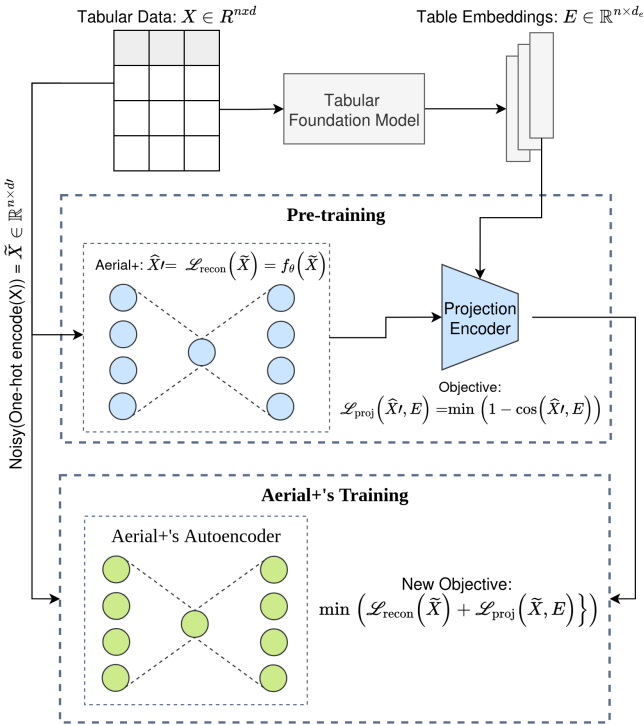 Tabular Data: X ∈ R^{nxd}
Table Embeddings: E ∈ ℝ^{n×d_e}
Tabular
Foundation Model
Noisy(One-hot encode(X)) = X̃ ∈ ℝ^{n×d′}
Pre-training
Aerial+: X̂′= ℒ_recon(X̃) = f_θ(X̃)
Projection
Encoder
Objective:
ℒ_proj(X̂′, E) =min (1 − cos(X̂′, E))
Aerial+'s Training
Aerial+'s Autoencoder
New Objective:
min (ℒ_recon(X̃) + ℒ_proj(X̃, E)})